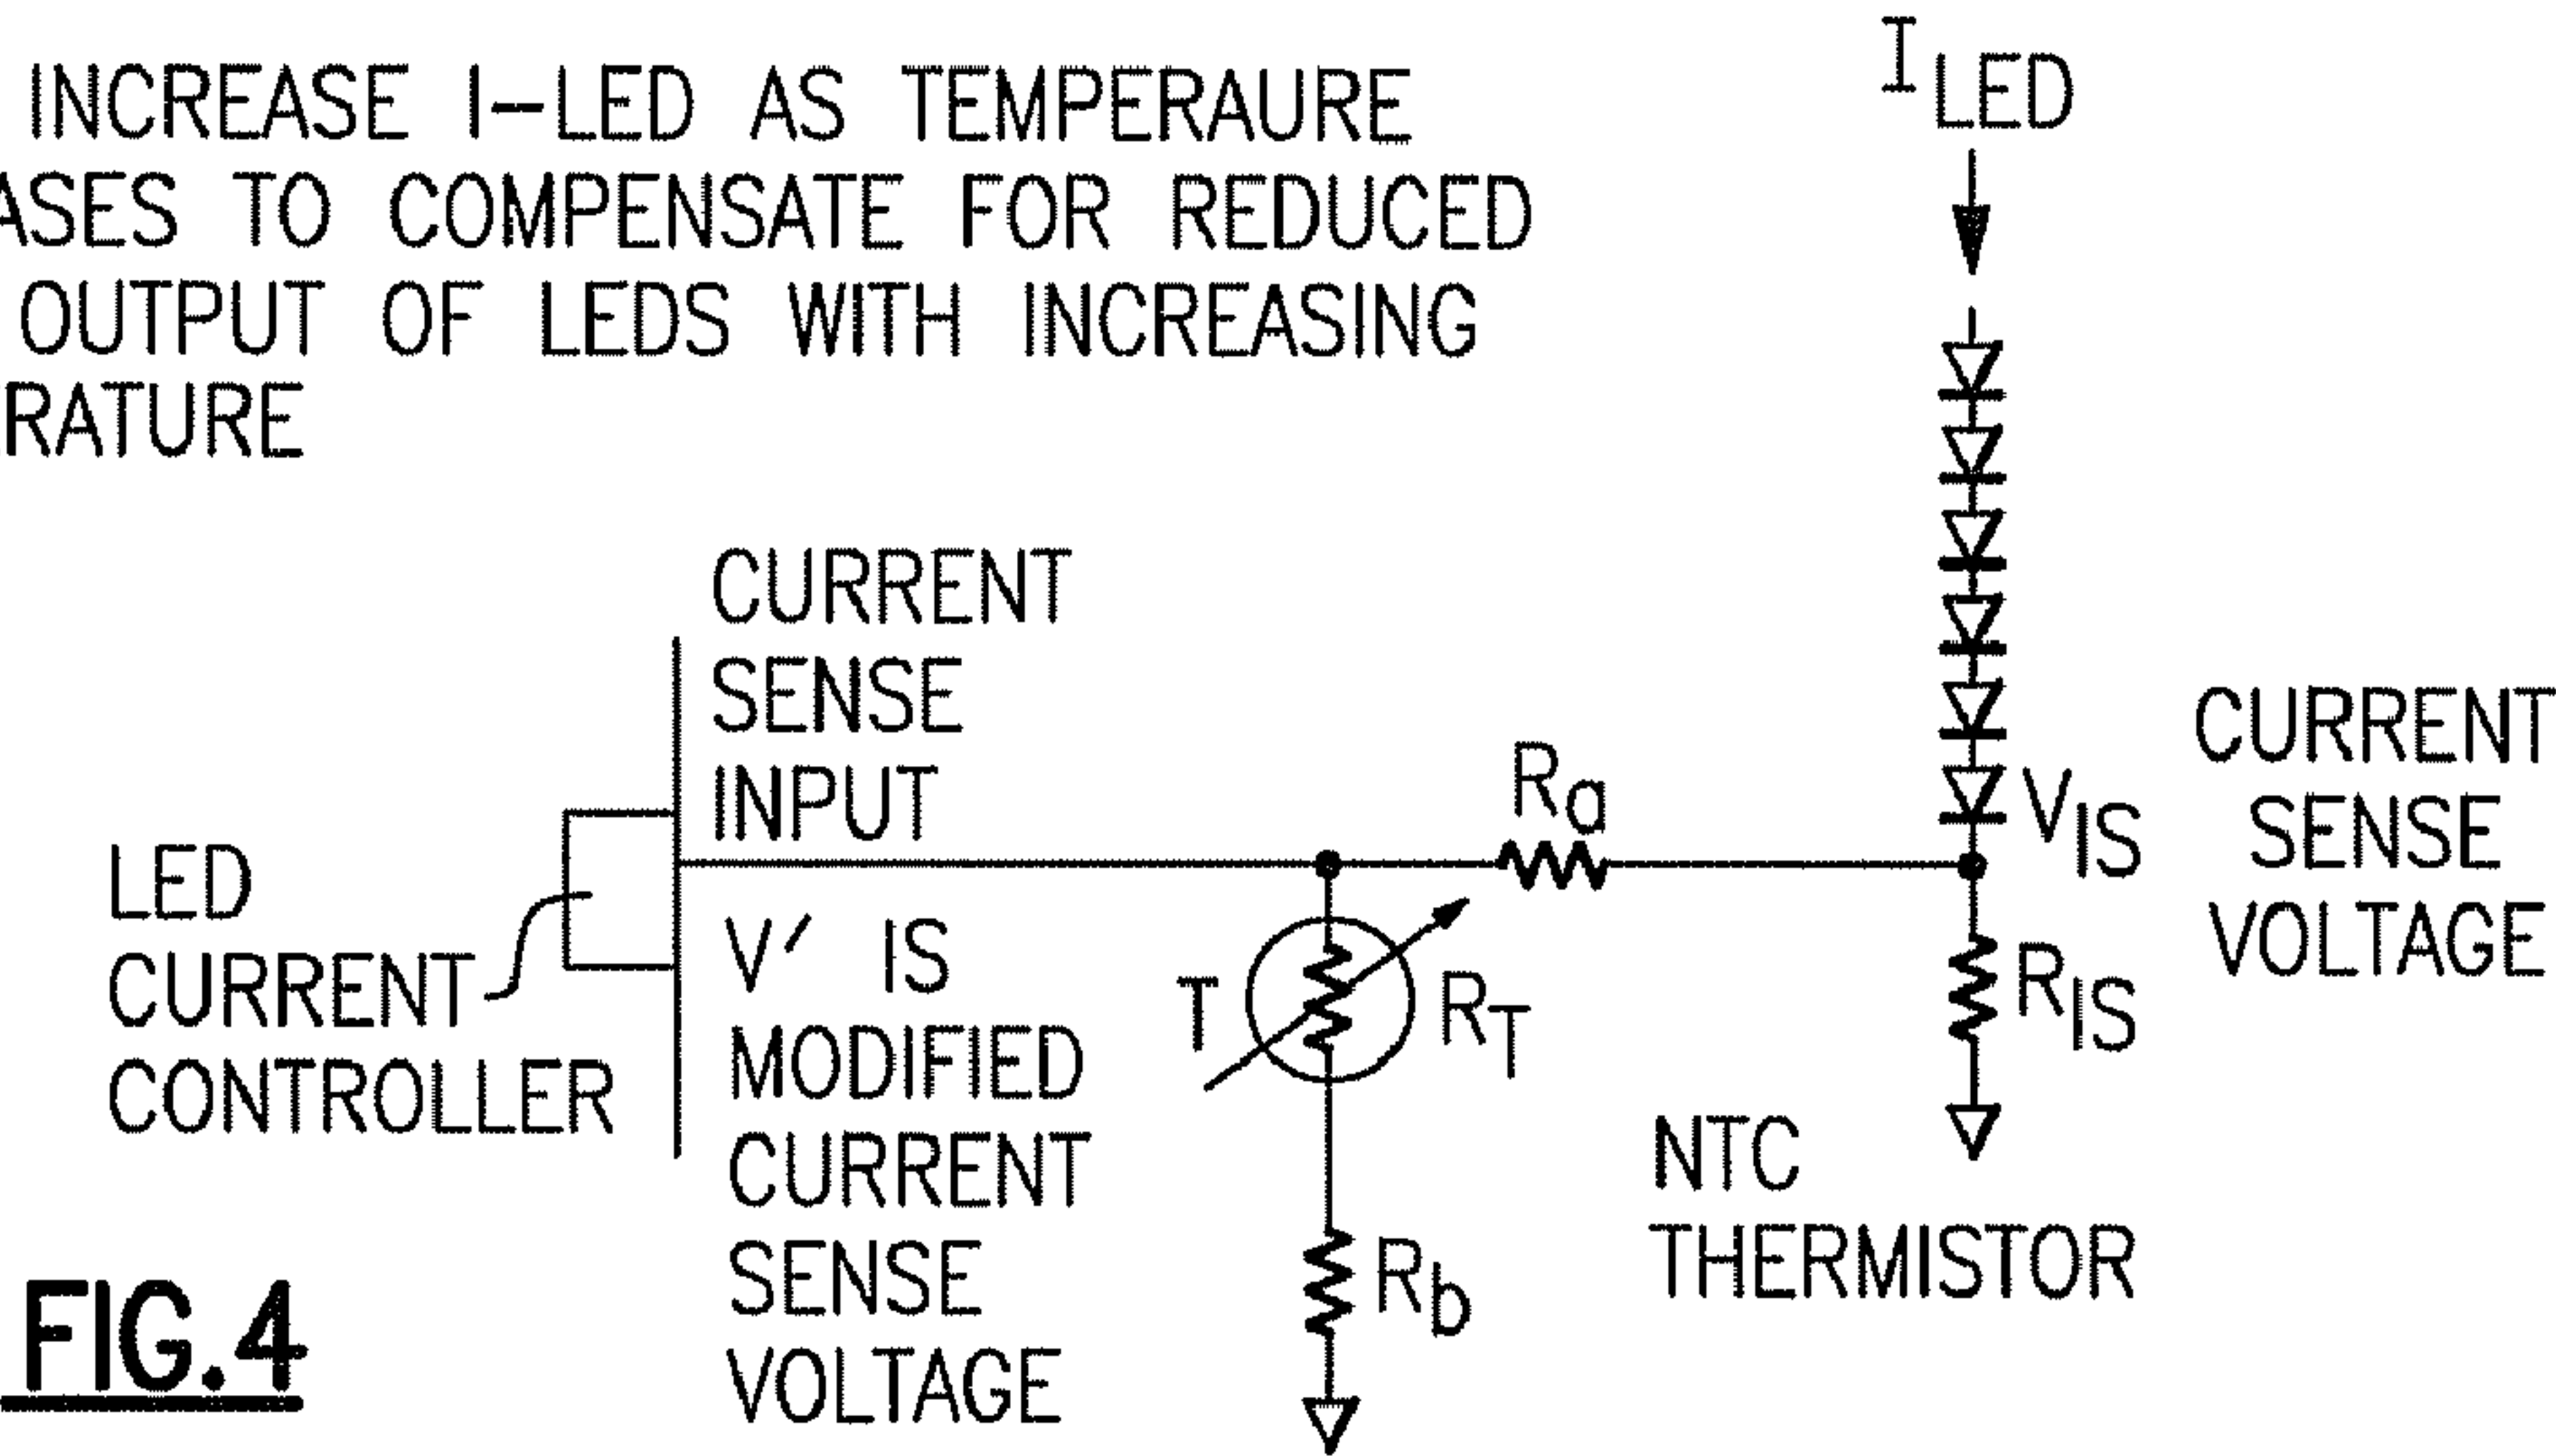 INCREASE I-LED AS TEMPERAURE
ASES TO COMPENSATE FOR REDUCED
OUTPUT OF LEDS WITH INCREASING
RATURE
I LED
CURRENT
SENSE
INPUT
Ra
VIS
CURRENT
SENSE
VOLTAGE
LED
CURRENT
CONTROLLER
V' IS
MODIFIED
CURRENT
SENSE
VOLTAGE
T
RT
RIS
NTC
THERMISTOR
Rb
FIG.4